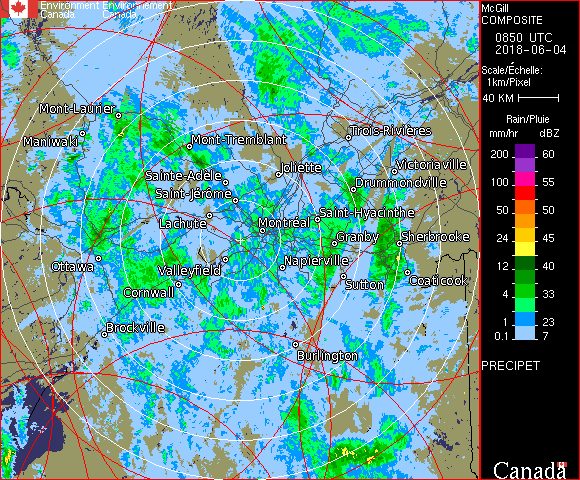 Environment Environnement
Canada Canada
McGill
COMPOSITE
0850 UTC
2018-06-04
Scale/Échelle:
1km/Pixel
40 KM
Rain/Pluie
mm/hr dBZ
200 60
100 55
50 50
24 45
12 40
4 33
2 23
0.1 7
PRECIPET
Canada
Mont-Laurier
Maniwaki
Mont-Tremblant
Trois-Rivières
Joliette
Victoriaville
Sainte-Adèle
Drummondville
Saint-Jérôme
Lachute
Saint-Hyacinthe
Montréal
Granby
Sherbrooke
Ottawa
Valleyfield
Napierville
Cornwall
Sutton
Coaticook
Brockville
Burlington